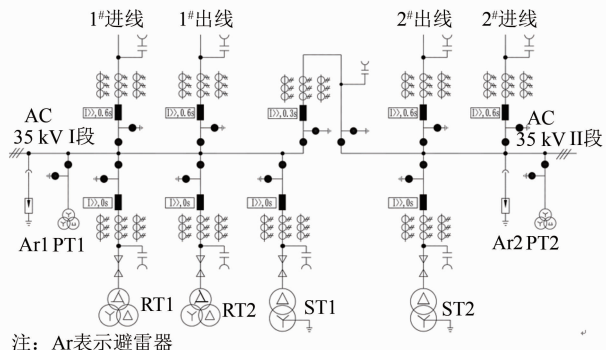 1#进线 1#出线 2#出线 2#进线
I>>,0.6s I>>,0.6s I>>,0.3s I>>,0.6s I>>,0.6s
AC AC
35 kV I段 35 kV II段
I>>,0s I>>,0s I>>,0s I>>,0s
Ar1 PT1 Ar2 PT2
RT1 RT2 ST1 ST2
注：Ar表示避雷器